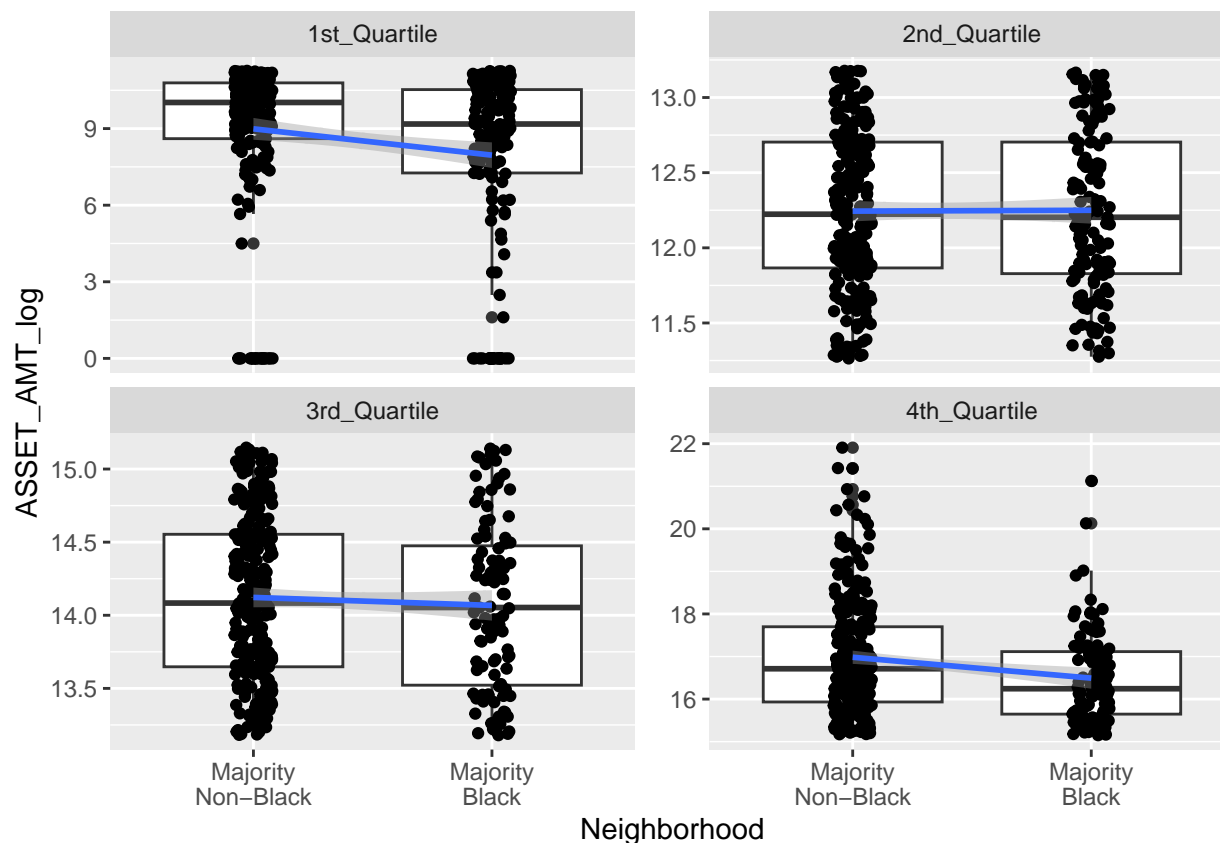 1st_Quartile
2nd_Quartile
9
6
3
0
13.0
12.5
12.0
11.5
3rd_Quartile
4th_Quartile
15.0
14.5
14.0
13.5
22
20
18
16
ASSET_AMT_log
Majority
Non−Black
Majority
Black
Majority
Non−Black
Majority
Black
Neighborhood